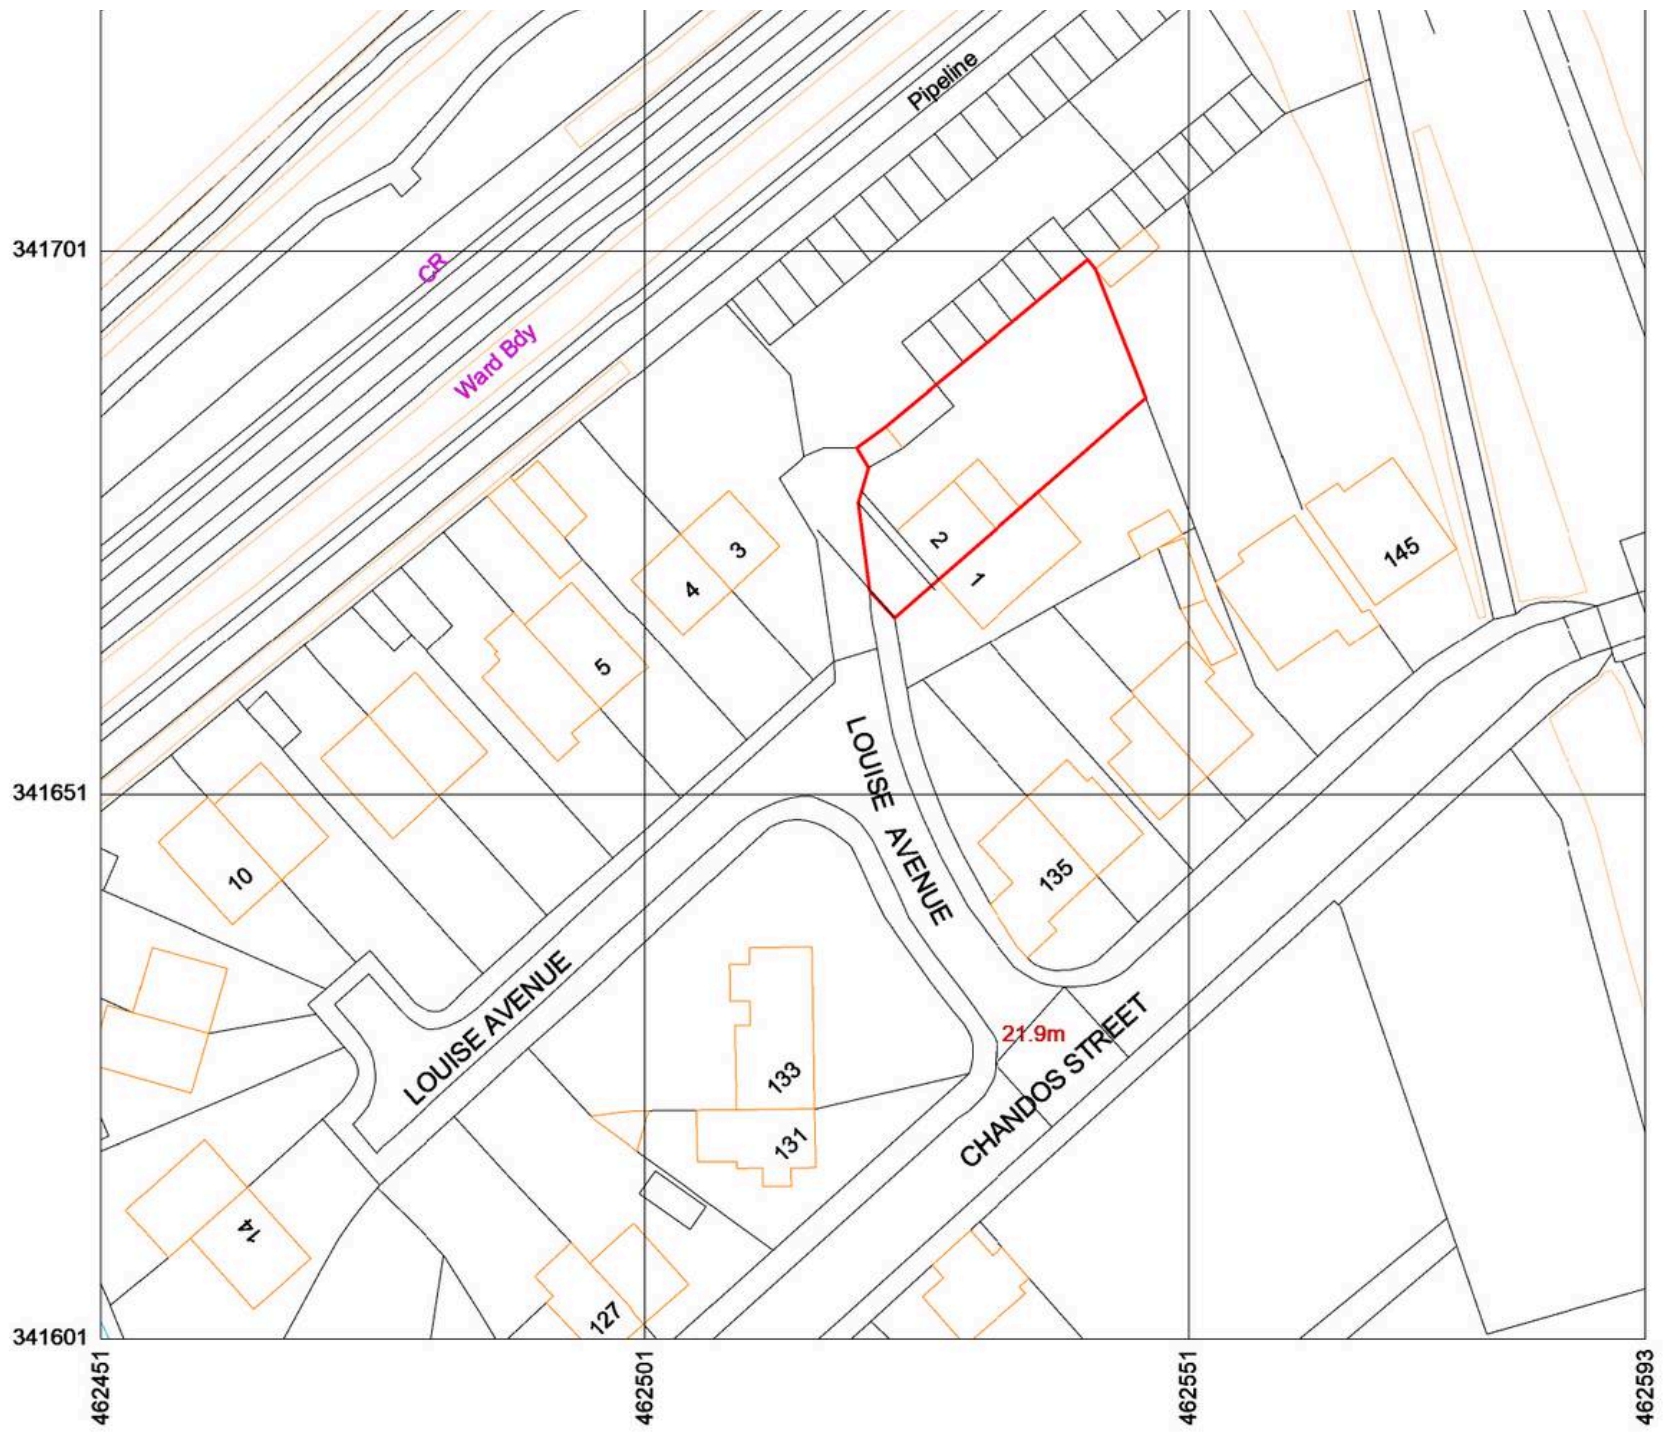 Pipeline
341701
CR
Ward Bdy
3
2
145
4
1
5
LOUISE AVENUE
341651
10
135
LOUISE AVENUE
21.9m
133
CHANDOS STREET
131
14
127
341601
462451
462501
462551
462593